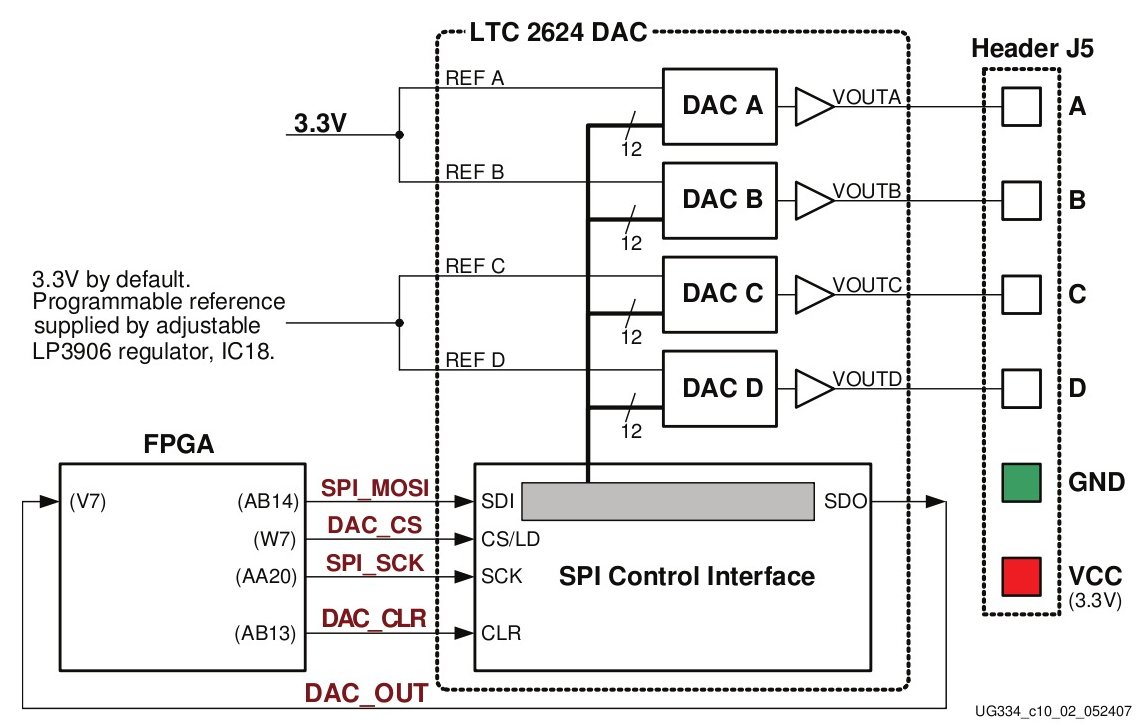 LTC 2624 DAC
Header J5
REF A
DAC A
VOUTA
A
3.3V
12
REF B
DAC B
VOUTB
B
12
REF C
DAC C
VOUTC
C
3.3V by default.
Programmable reference
supplied by adjustable
LP3906 regulator, IC18.
12
REF D
DAC D
VOUTD
D
12
FPGA
(V7)
(AB14)
SPI_MOSI
SDI
SDO
GND
(W7)
DAC_CS
CS/LD
(AA20)
SPI_SCK
SCK
SPI Control Interface
VCC
(3.3V)
(AB13)
DAC_CLR
CLR
DAC_OUT
UG334_c10_02_052407